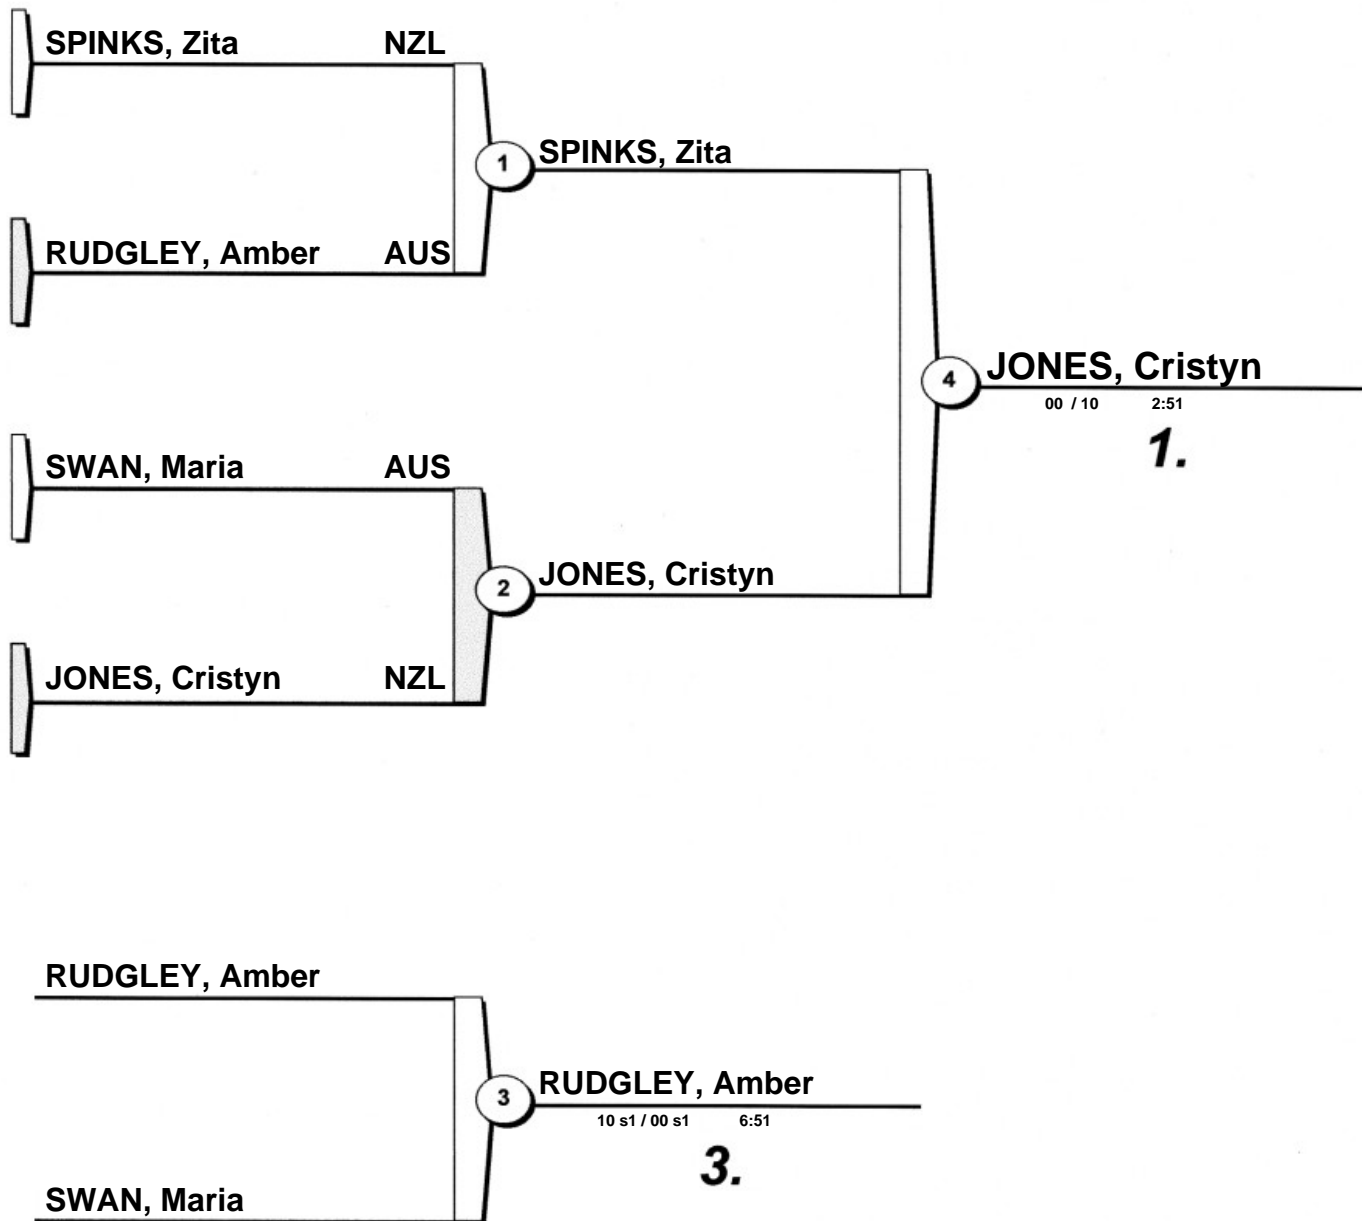 SPINKS, Zita NZL
1 SPINKS, Zita
RUDGLEY, Amber AUS
4 JONES, Cristyn
00 / 10 2:51
1.
SWAN, Maria AUS
2 JONES, Cristyn
JONES, Cristyn NZL
RUDGLEY, Amber
3 RUDGLEY, Amber
10 s1 / 00 s1 6:51
3.
SWAN, Maria